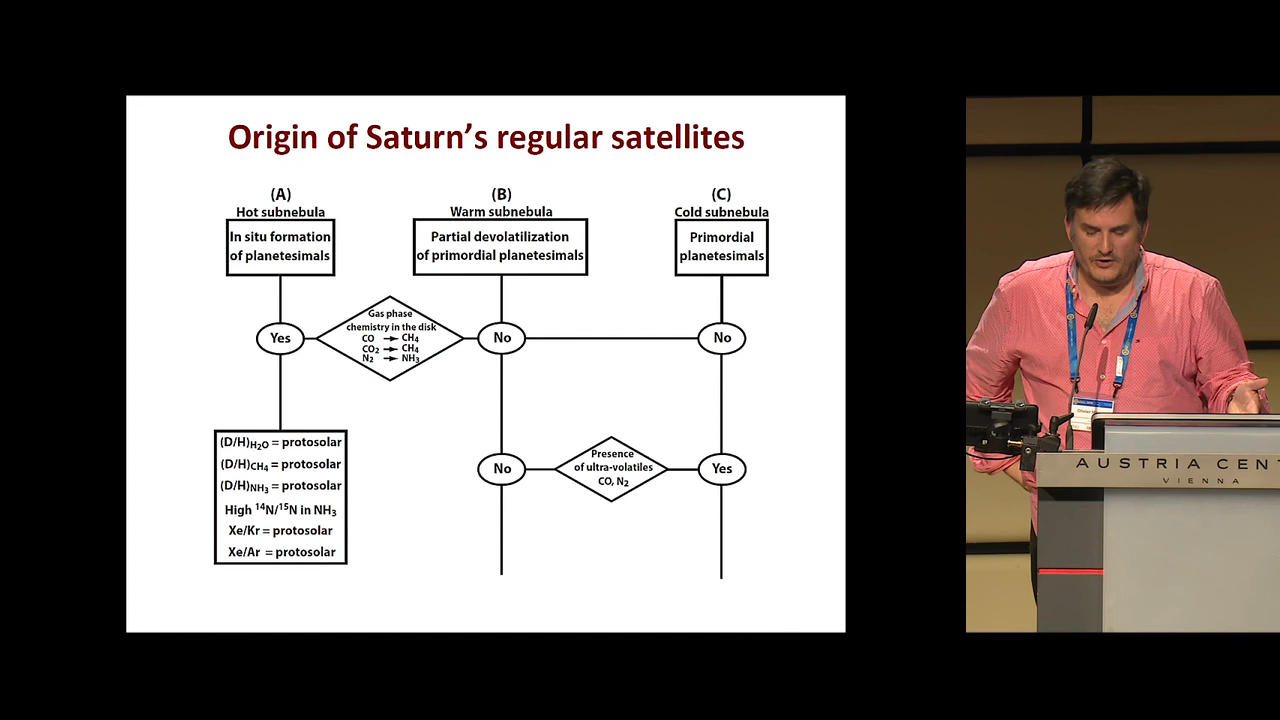 Origin of Saturn's regular satellites
(A)
Hot subnebula
In situ formation
of planetesimals
(B)
Warm subnebula
Partial devolatilization
of primordial planetesimals
(C)
Cold subnebula
Primordial
planetesimals
Yes
Gas phase
chemistry in the disk
CO → CH₄
CO₂ → CH₄
N₂ → NH₃
No
No
(D/H)H₂O = protosolar
(D/H)CH₄ = protosolar
(D/H)NH₃ = protosolar
High ¹⁴N/¹⁵N in NH₃
Xe/Kr = protosolar
Xe/Ar = protosolar
No
Presence
of ultra-volatiles
CO, N₂
Yes
Olivier
AUSTRIA CENT
VIENNA